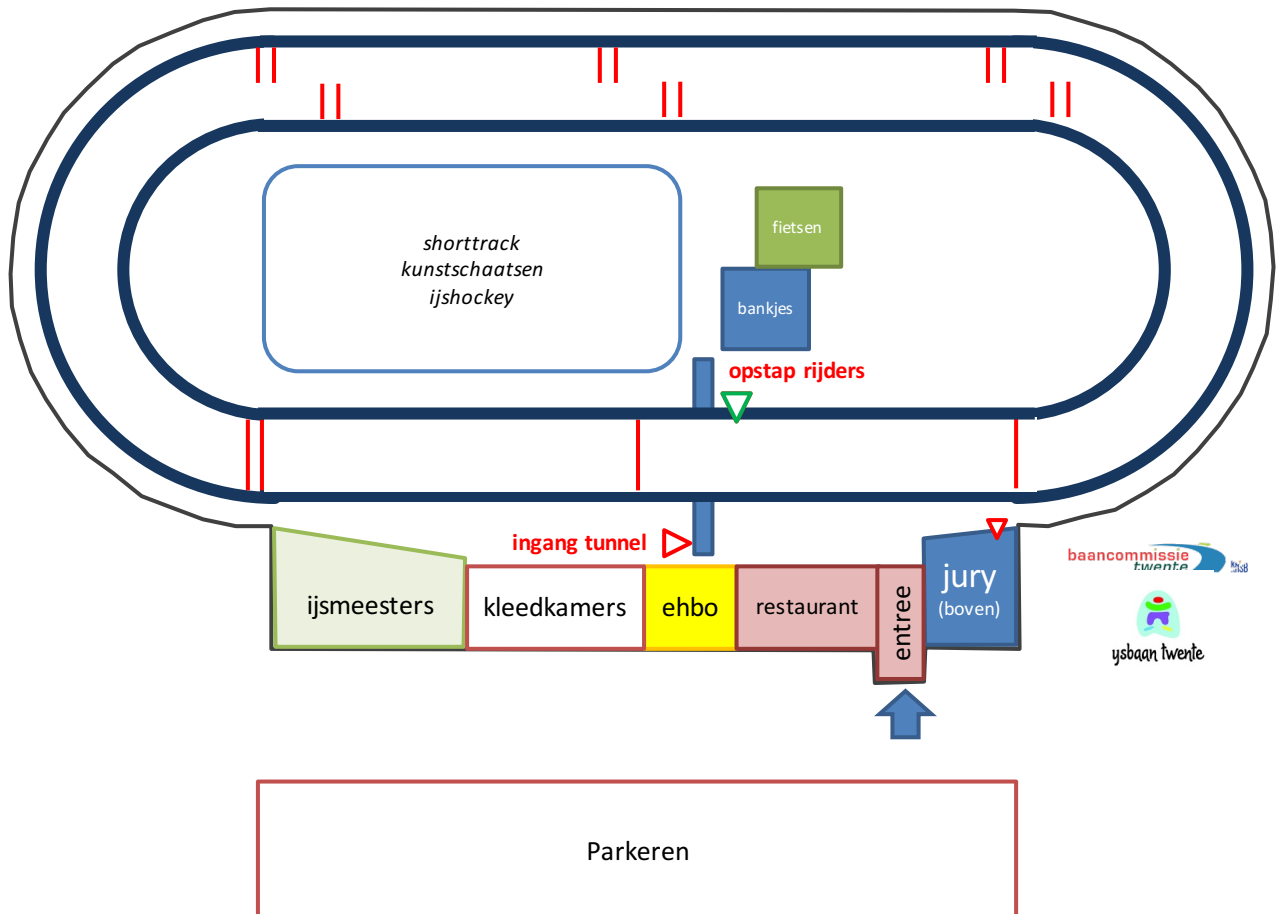 shorttrack
kunstschaatsen
ijshockey
fietsen
bankjes
opstap rijders
ingang tunnel
ijsmeesters
kleedkamers
ehbo
restaurant
entree
jury
(boven)
baancommissie
twente
KNSB
ysbaan twente
Parkeren